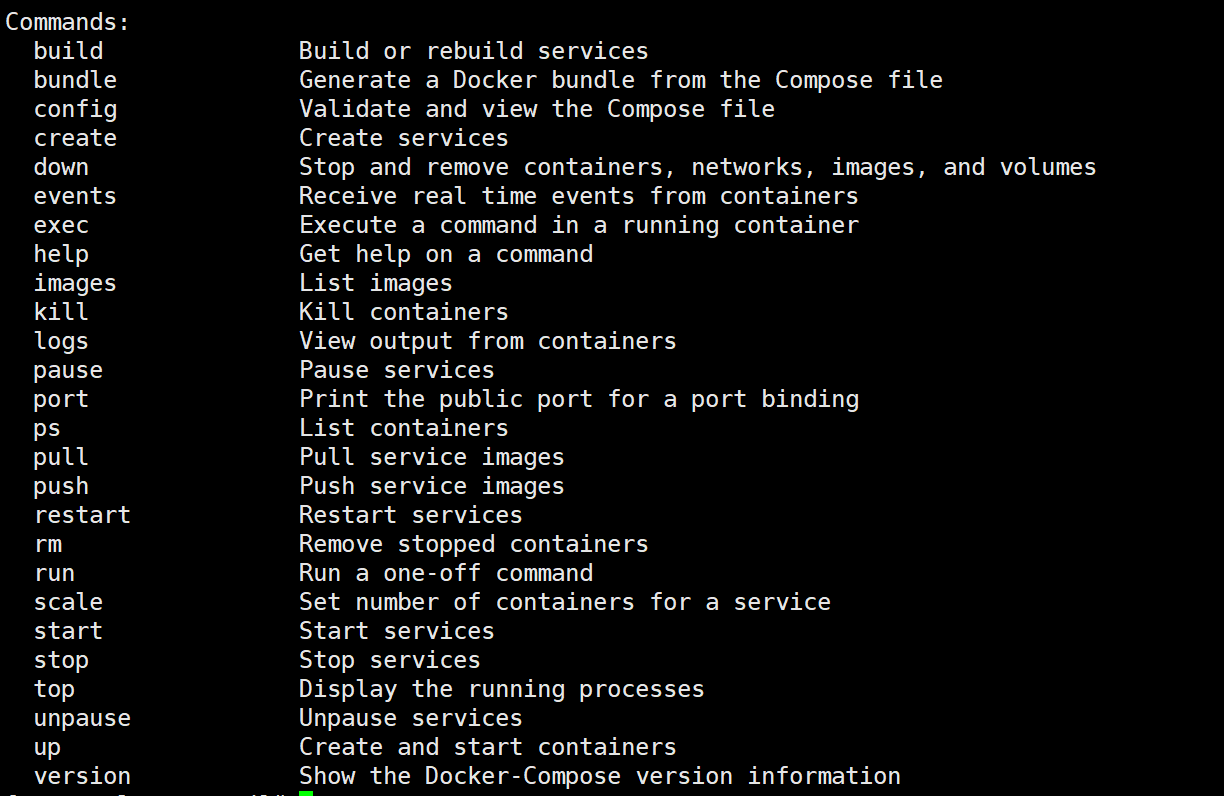 Commands:
  build              Build or rebuild services
  bundle             Generate a Docker bundle from the Compose file
  config             Validate and view the Compose file
  create             Create services
  down               Stop and remove containers, networks, images, and volumes
  events             Receive real time events from containers
  exec               Execute a command in a running container
  help               Get help on a command
  images             List images
  kill               Kill containers
  logs               View output from containers
  pause              Pause services
  port               Print the public port for a port binding
  ps                 List containers
  pull               Pull service images
  push               Push service images
  restart            Restart services
  rm                 Remove stopped containers
  run                Run a one-off command
  scale              Set number of containers for a service
  start              Start services
  stop               Stop services
  top                Display the running processes
  unpause            Unpause services
  up                 Create and start containers
  version            Show the Docker-Compose version information